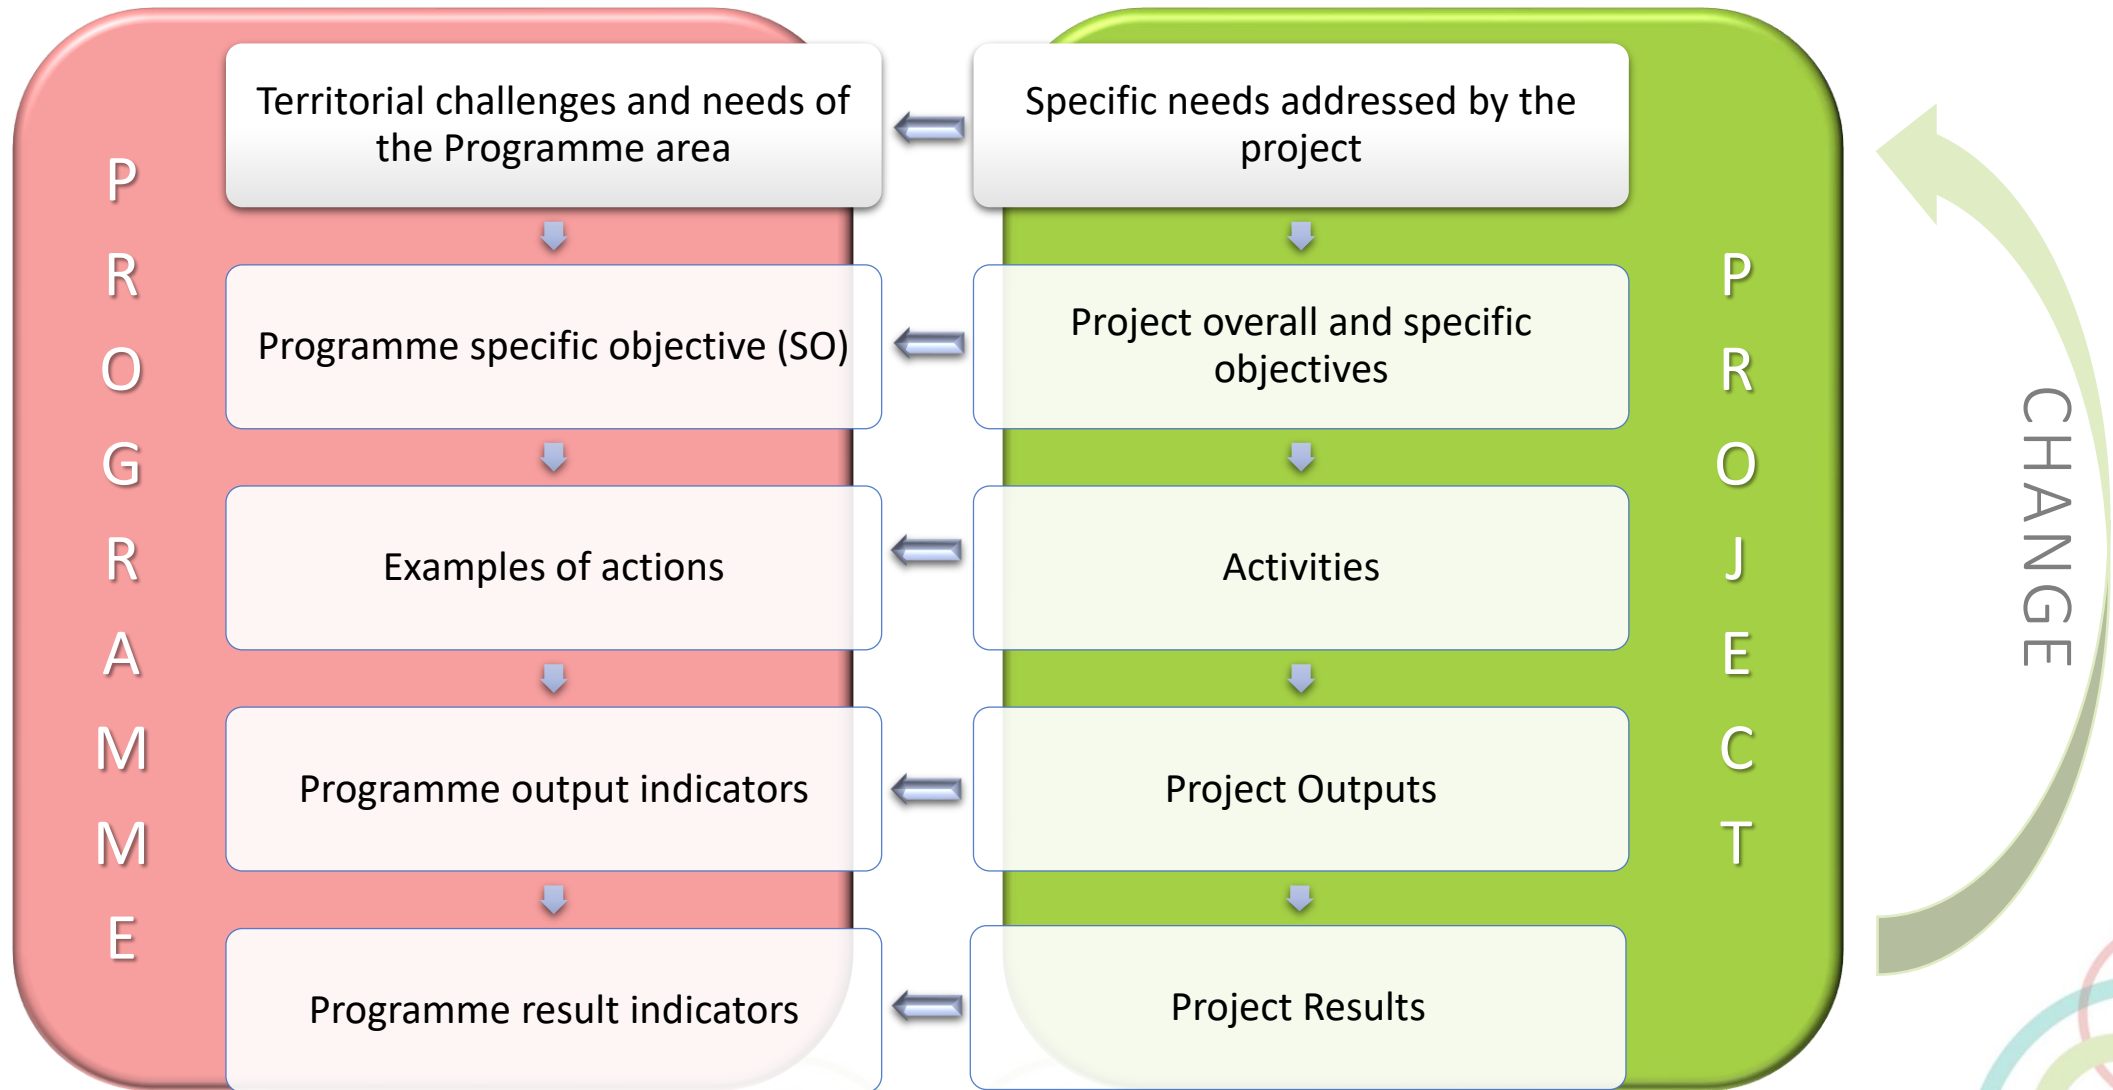 PROGRAMME
Territorial challenges and needs of
the Programme area
Programme specific objective (SO)
Examples of actions
Programme output indicators
Programme result indicators
Specific needs addressed by the
project
Project overall and specific
objectives
Activities
Project Outputs
Project Results
PROJECT
CHANGE